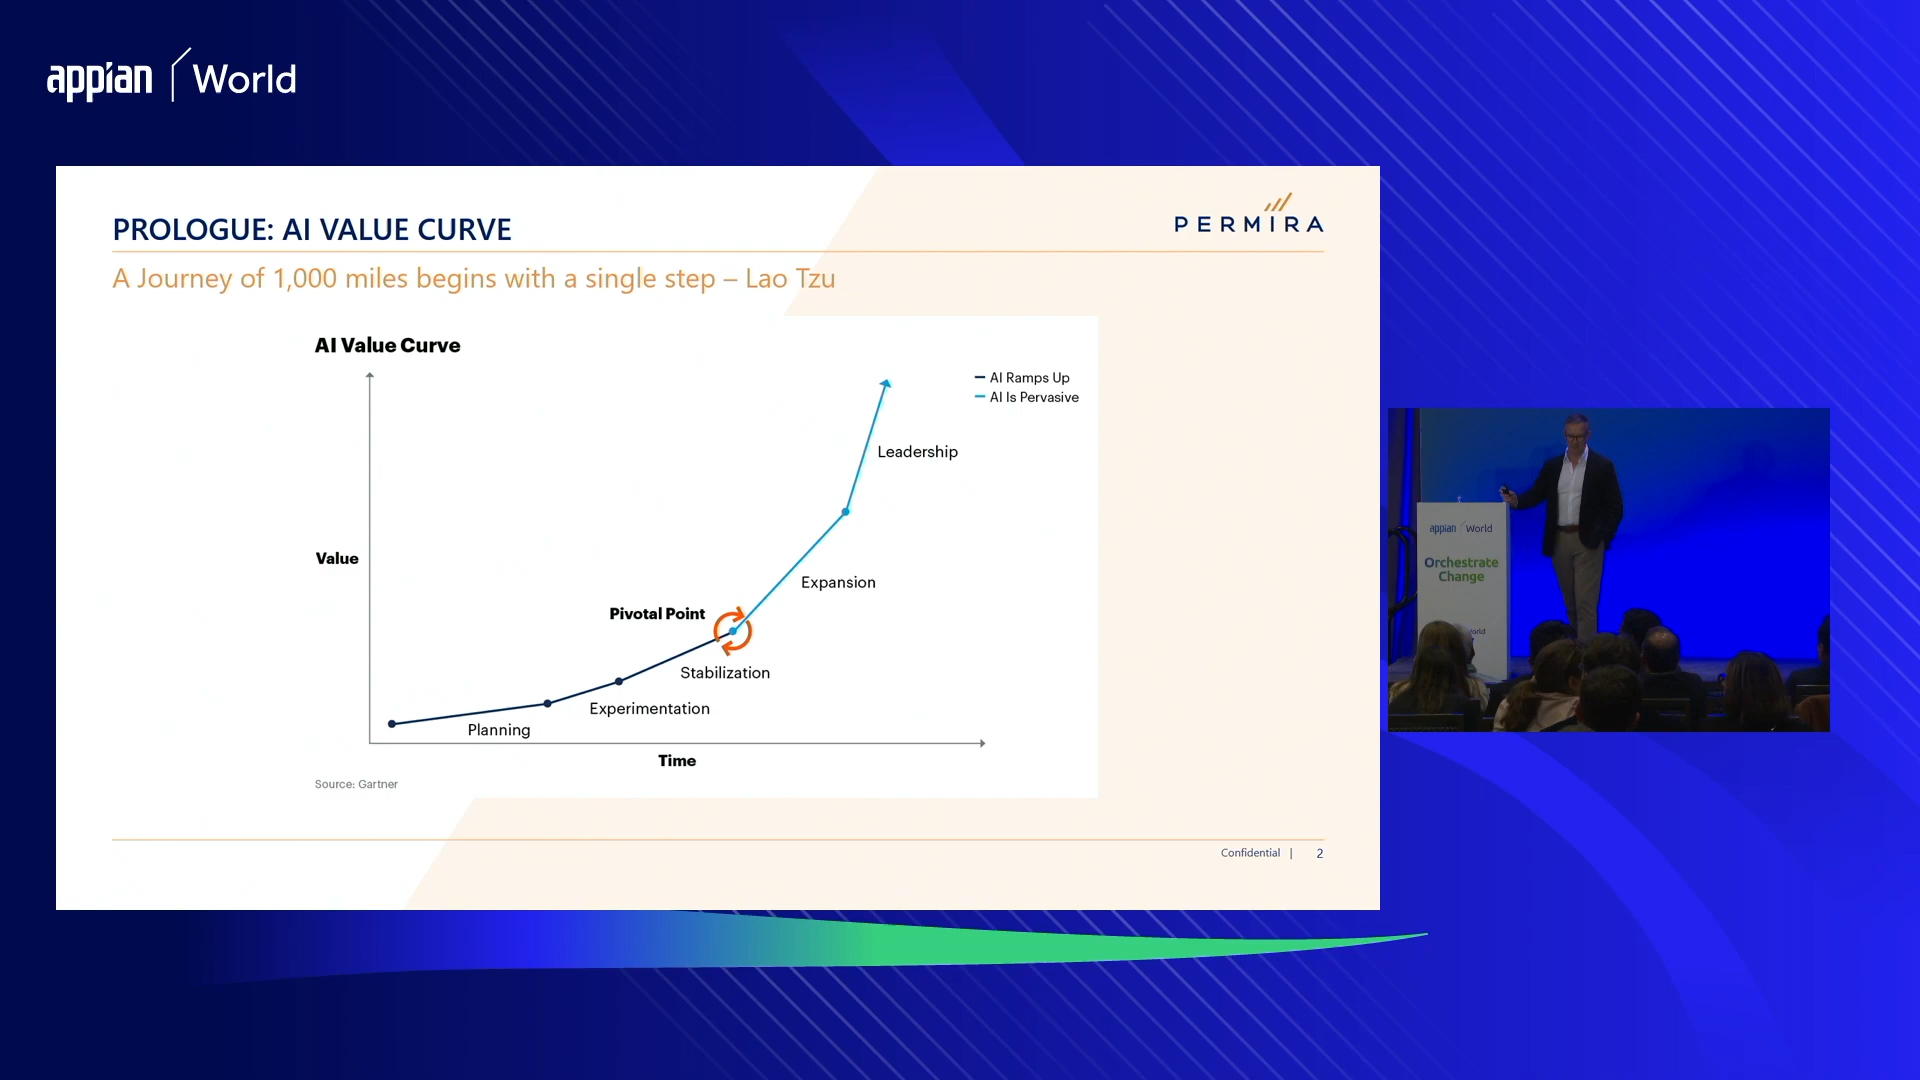 appian World
PROLOGUE: AI VALUE CURVE
PERMIRA
A Journey of 1,000 miles begins with a single step – Lao Tzu
AI Value Curve
AI Ramps Up
AI Is Pervasive
Leadership
Value
Expansion
Pivotal Point
Stabilization
Experimentation
Planning
Time
Source: Gartner
Confidential | 2
appian World
Orchestrate
Change